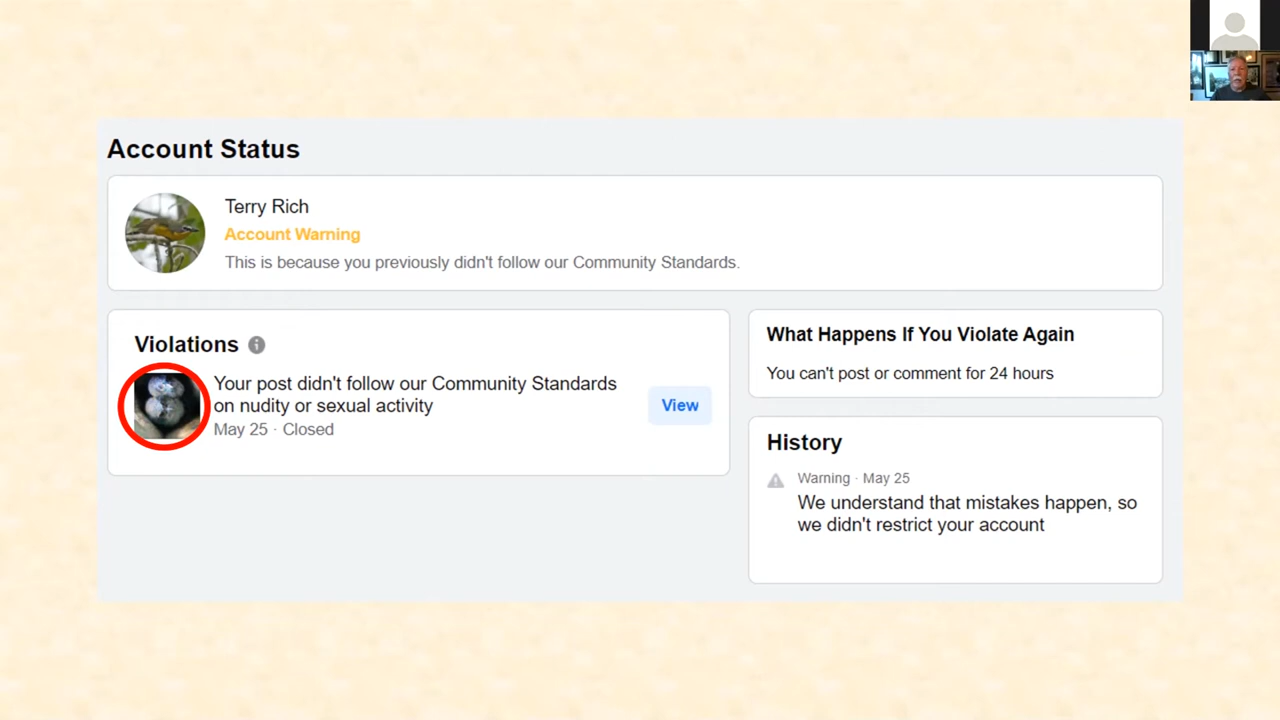 Account Status
Terry Rich
Account Warning
This is because you previously didn't follow our Community Standards.
Violations
Your post didn't follow our Community Standards
on nudity or sexual activity
May 25 · Closed
View
What Happens If You Violate Again
You can't post or comment for 24 hours
History
Warning · May 25
We understand that mistakes happen, so
we didn't restrict your account